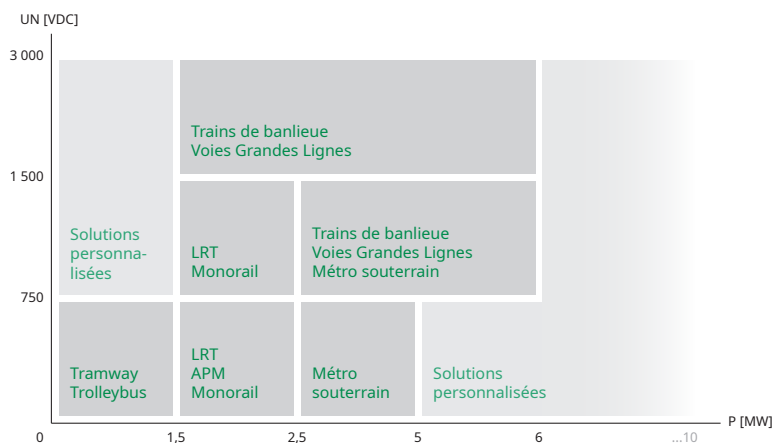 UN [VDC]
3 000
Trains de banlieue
Voies Grandes Lignes
1 500
Solutions
personna-
lisées
LRT
Monorail
Trains de banlieue
Voies Grandes Lignes
Métro souterrain
750
Tramway
Trolleybus
LRT
APM
Monorail
Métro
souterrain
Solutions
personnalisées
P [MW]
0
1,5
2,5
5
6
...10